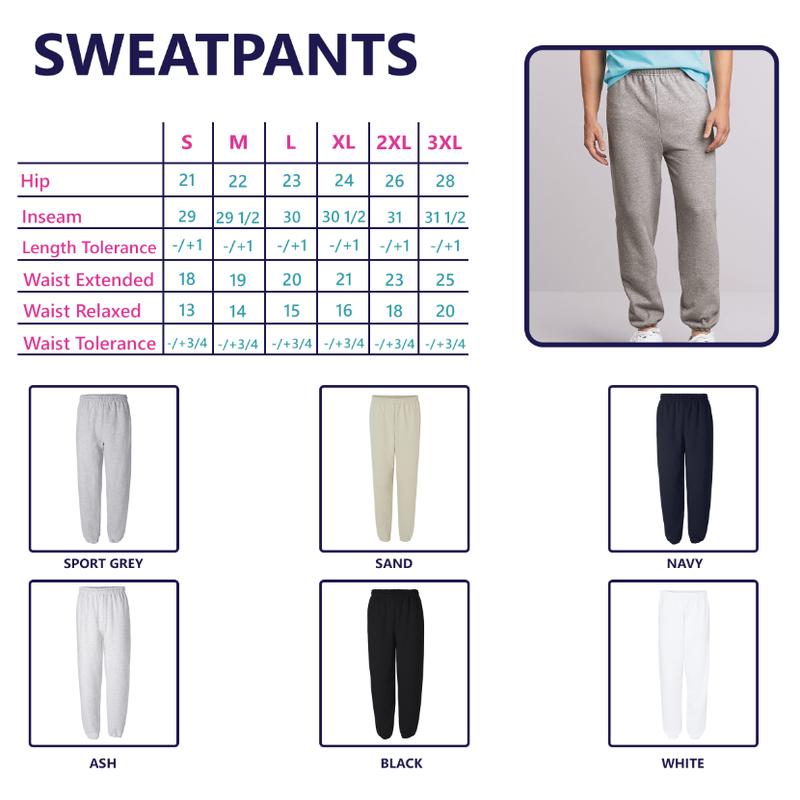 SWEATPANTS
S M L XL 2XL 3XL
Hip 21 22 23 24 26 28
Inseam 29 29 1/2 30 30 1/2 31 31 1/2
Length Tolerance -/+1 -/+1 -/+1 -/+1 -/+1 -/+1
Waist Extended 18 19 20 21 23 25
Waist Relaxed 13 14 15 16 18 20
Waist Tolerance -/+3/4 -/+3/4 -/+3/4 -/+3/4 -/+3/4 -/+3/4
SPORT GREY SAND NAVY
ASH BLACK WHITE